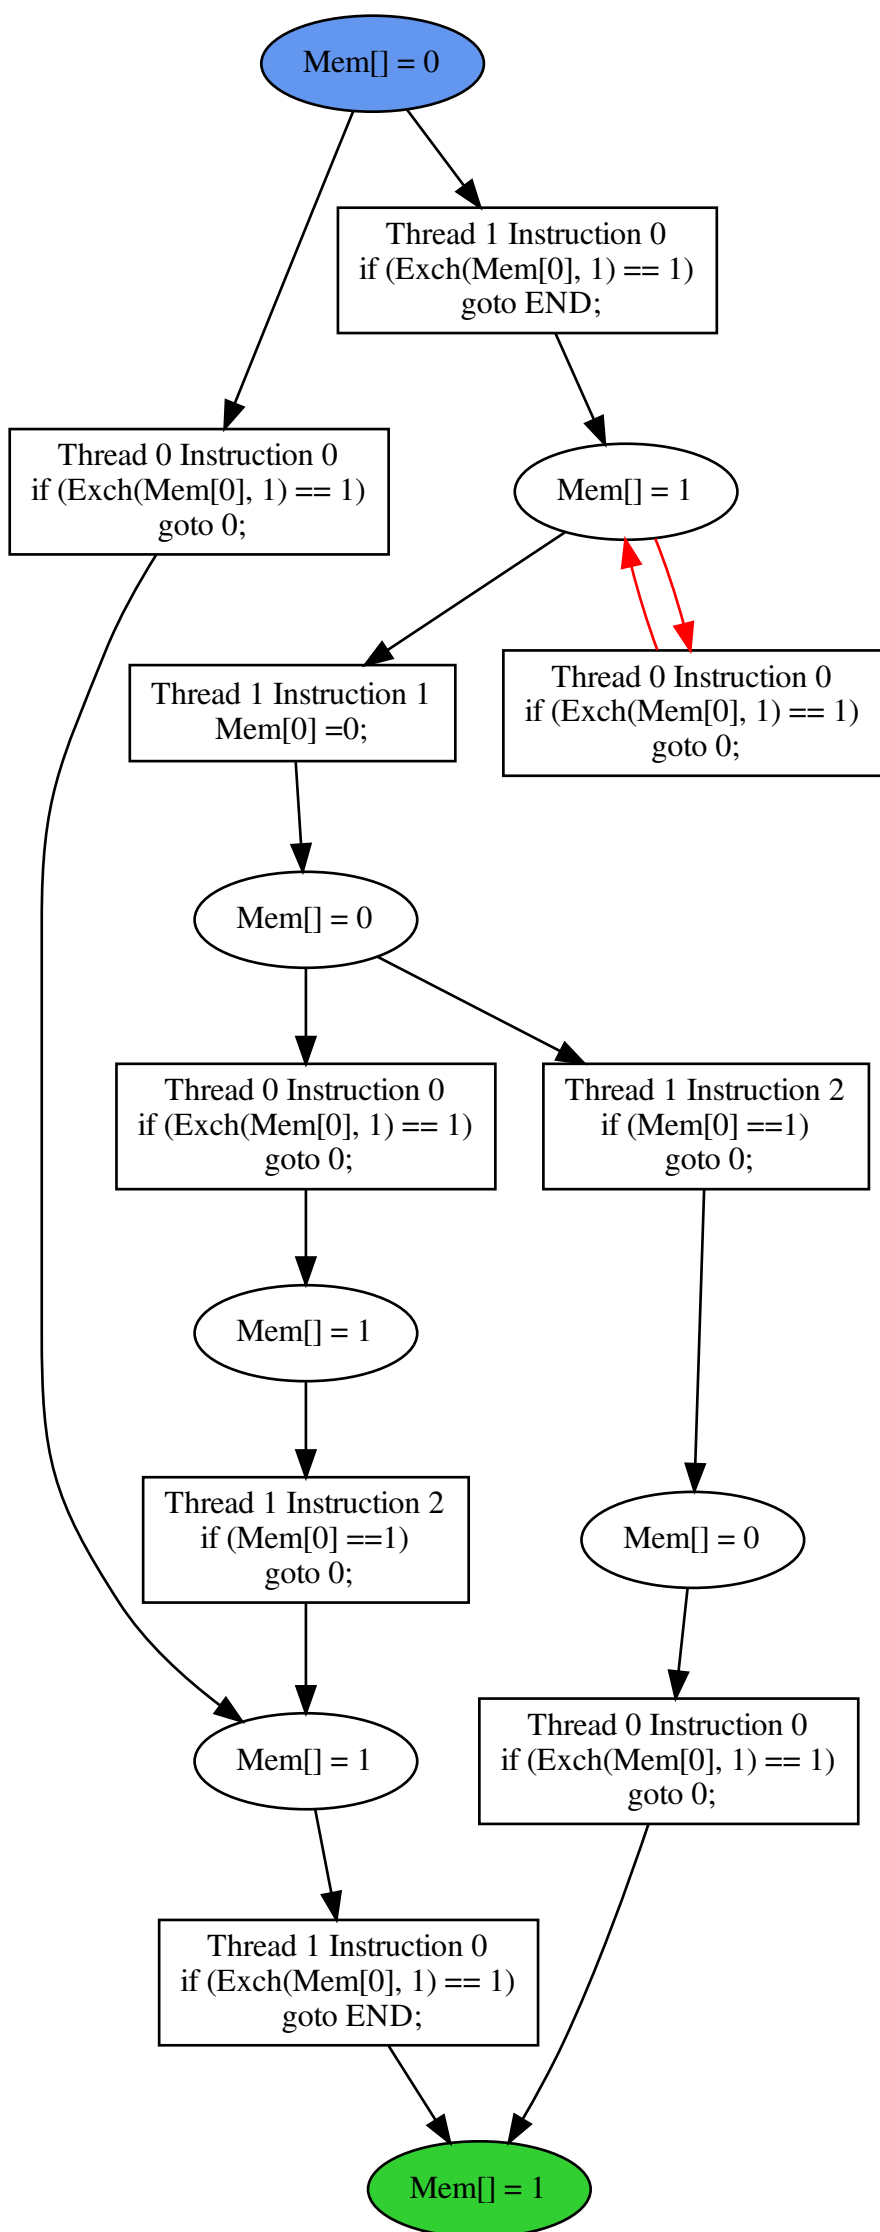 Mem[] = 0
Thread 1 Instruction 0
if (Exch(Mem[0], 1) == 1)
goto END;
Thread 0 Instruction 0
if (Exch(Mem[0], 1) == 1)
goto 0;
Mem[] = 1
Thread 1 Instruction 1
Mem[0] =0;
Thread 0 Instruction 0
if (Exch(Mem[0], 1) == 1)
goto 0;
Mem[] = 0
Thread 0 Instruction 0
if (Exch(Mem[0], 1) == 1)
goto 0;
Thread 1 Instruction 2
if (Mem[0] ==1)
goto 0;
Mem[] = 1
Thread 1 Instruction 2
if (Mem[0] ==1)
goto 0;
Mem[] = 0
Thread 0 Instruction 0
if (Exch(Mem[0], 1) == 1)
goto 0;
Mem[] = 1
Thread 1 Instruction 0
if (Exch(Mem[0], 1) == 1)
goto END;
Mem[] = 1